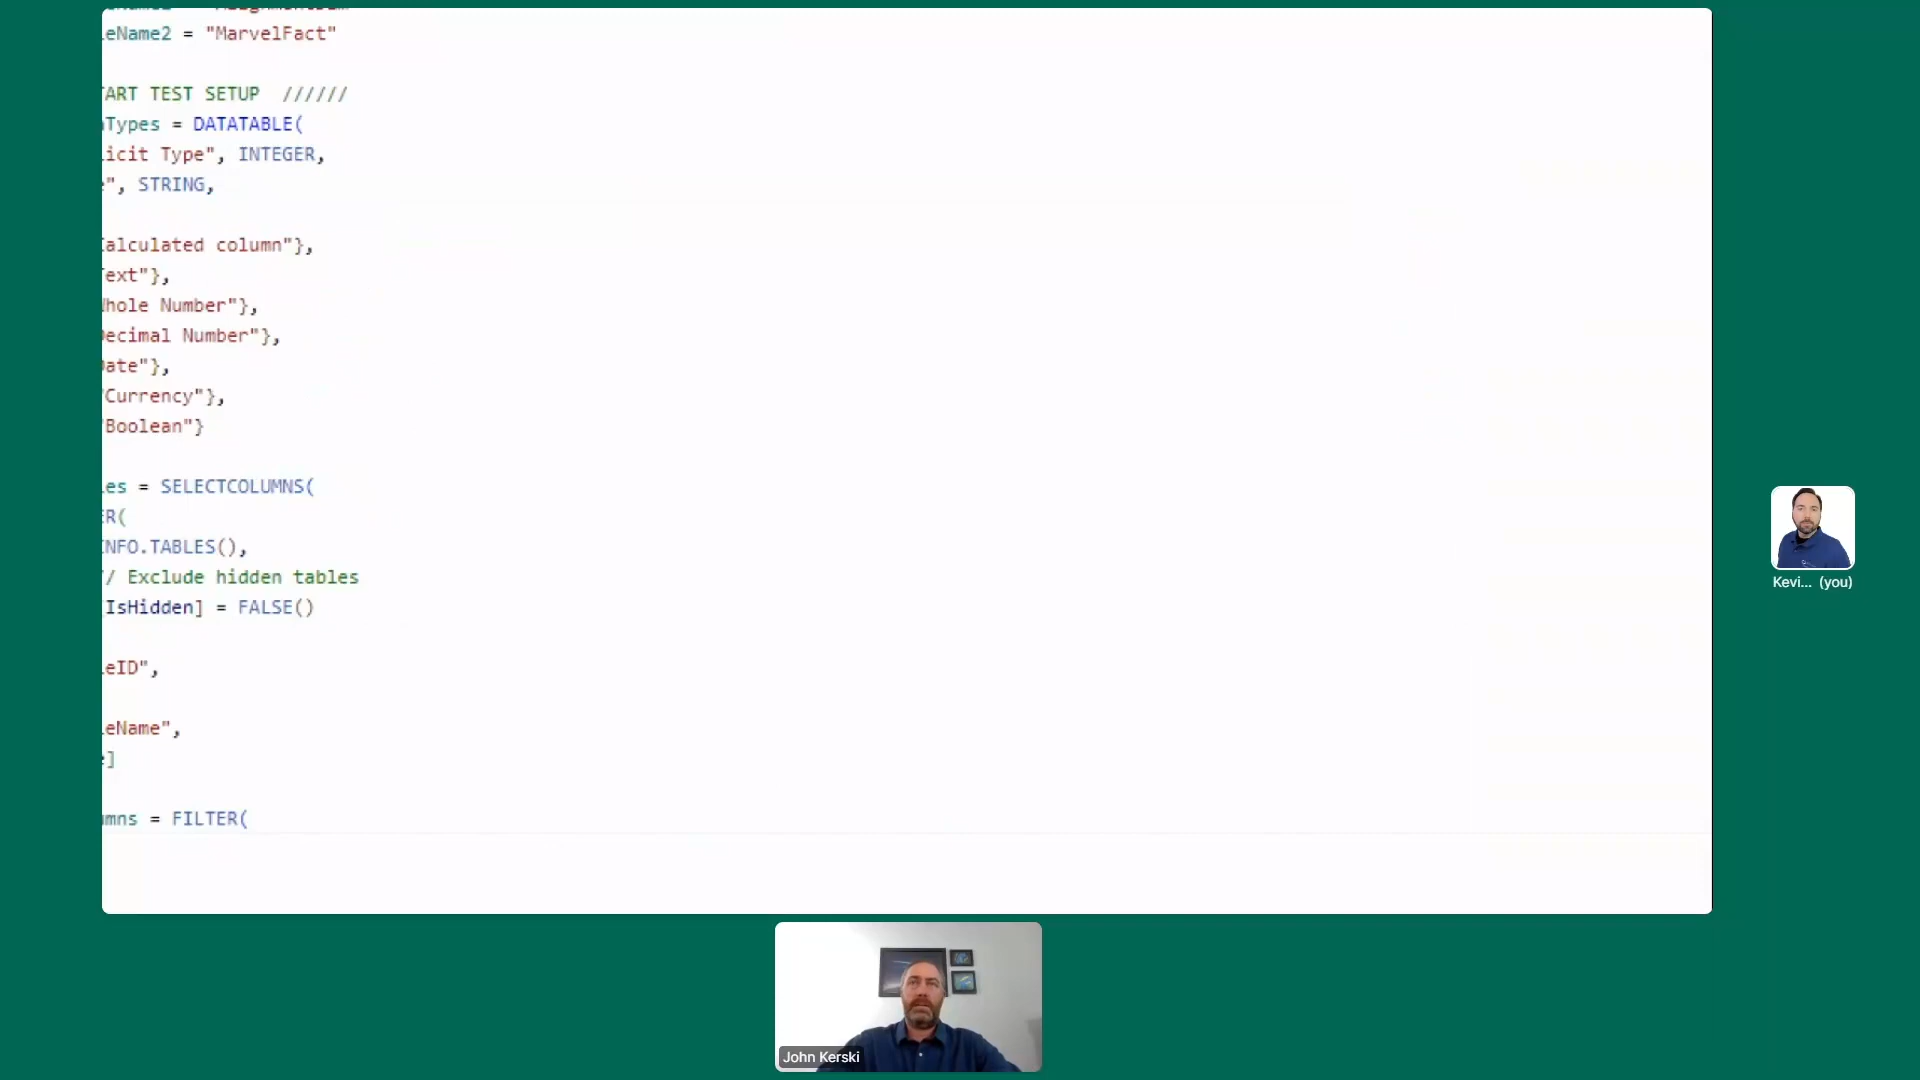 eName2 = "MarvelFact"
ART TEST SETUP //////
Types = DATATABLE(
icit Type", INTEGER,
", STRING,
alculated column"},
ext"},
hole Number"},
ecimal Number"},
ate"},
"Currency"},
"Boolean"}
es = SELECTCOLUMNS(
R(
NFO.TABLES(),
/ Exclude hidden tables
IsHidden] = FALSE()
eID",
eName",
]
mns = FILTER(
Kevi... (you)
John Kerski